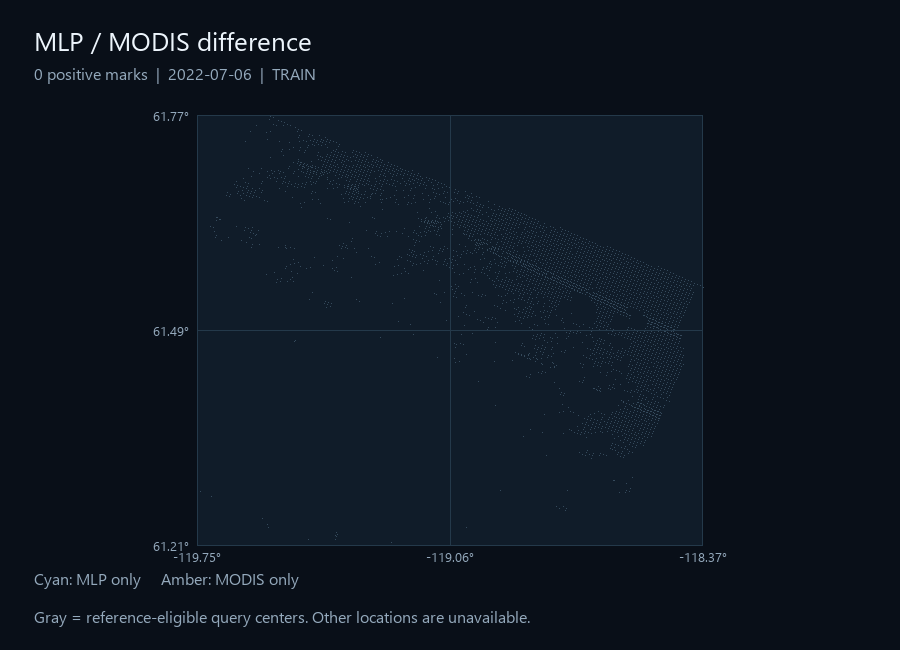 MLP / MODIS difference
0 positive marks | 2022-07-06 | TRAIN
61.77°
61.49°
61.21°
-119.75° -119.06° -118.37°
Cyan: MLP only Amber: MODIS only
Gray = reference-eligible query centers. Other locations are unavailable.